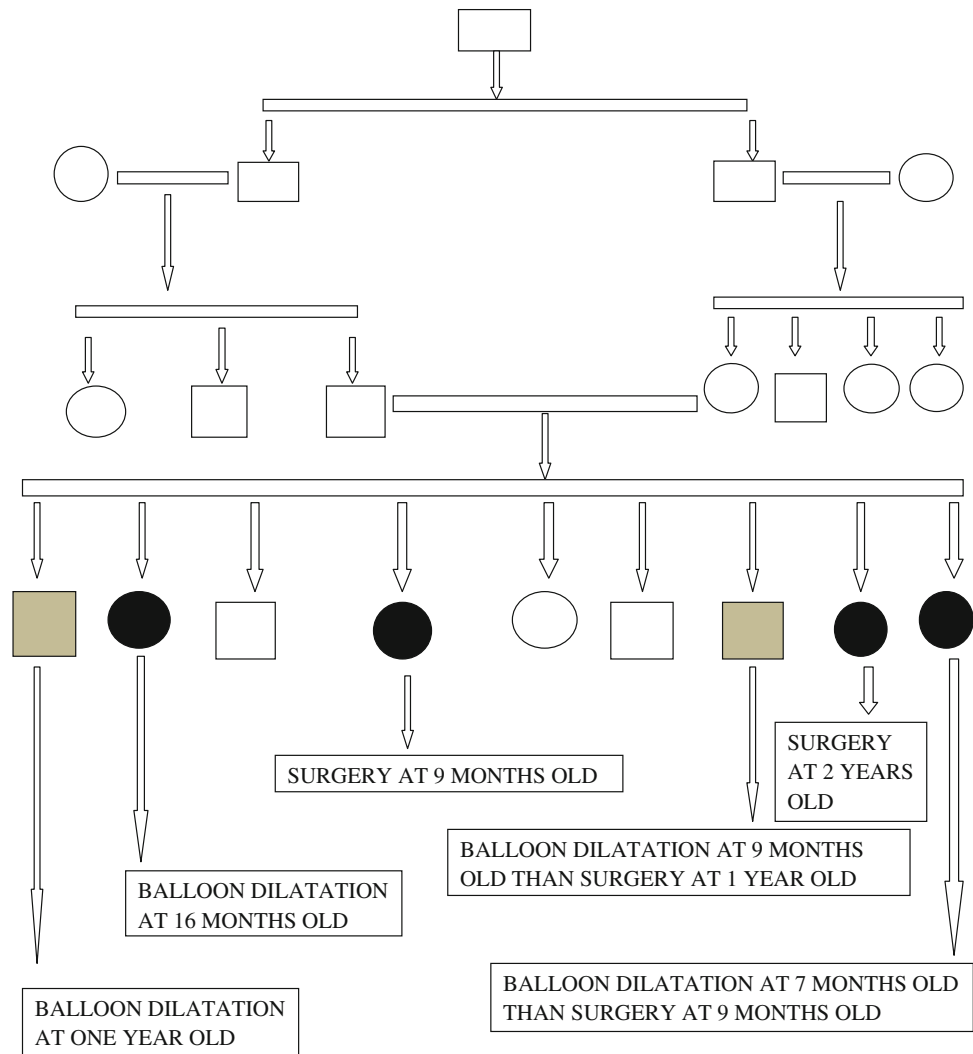 SURGERY AT 9 MONTHS OLD
SURGERY
AT 2 YEARS
OLD
BALLOON DILATATION AT 9 MONTHS
OLD THAN SURGERY AT 1 YEAR OLD
BALLOON DILATATION
AT 16 MONTHS OLD
BALLOON DILATATION AT 7 MONTHS OLD
THAN SURGERY AT 9 MONTHS OLD
BALLOON DILATATION
AT ONE YEAR OLD